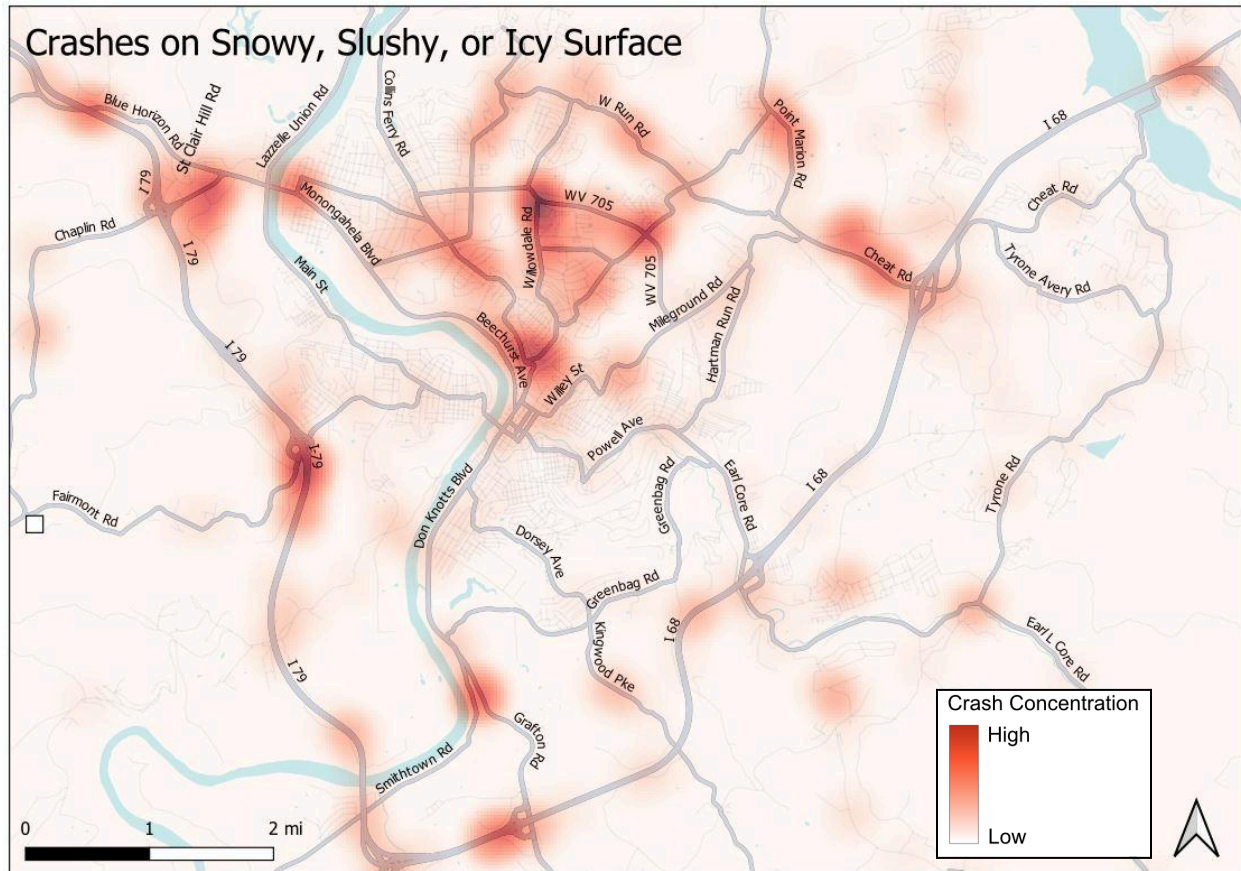 Crashes on Snowy, Slushy, or Icy Surface
Blue Horizon Rd
St Clair Hill Rd
Lazzelle Union Rd
Collins Ferry Rd
W Run Rd
Point Marion Rd
I 68
I 79
Chaplin Rd
I 79
Monongahela Blvd
Main St
WV 705
Willowdale Rd
WV 705
Mileground Rd
Hartman Run Rd
Cheat Rd
Cheat Rd
Tyrone Avery Rd
I 79
Beechurst Ave
Willey St
Powell Ave
I-79
Fairmont Rd
Don Knotts Blvd
Greenbag Rd
Earl Core Rd
I 68
Tyrone Rd
Dorsey Ave
Greenbag Rd
Kingwood Pke
I 68
Earl L Core Rd
I 79
Grafton Rd
Smithtown Rd
Crash Concentration
High
Low
0 1 2 mi